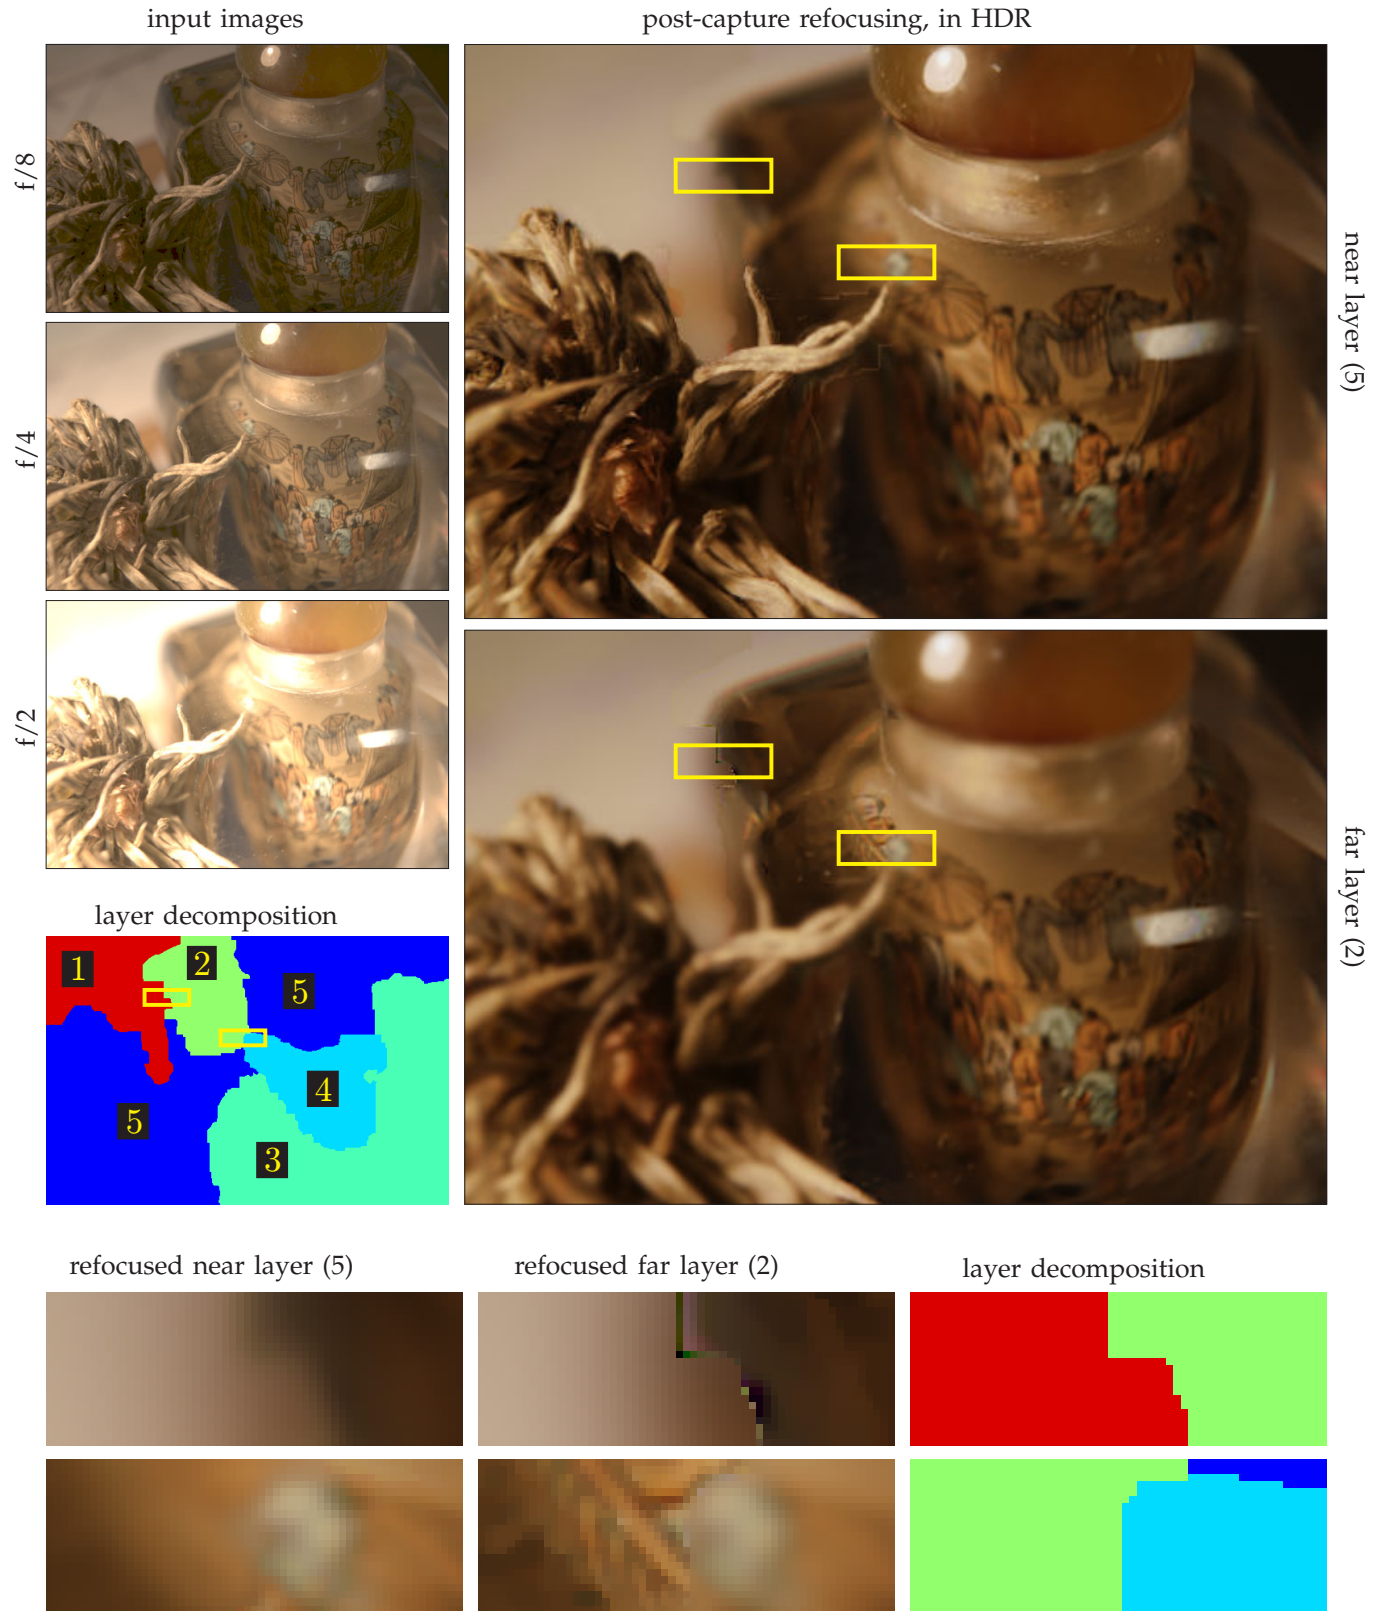 input images
post-capture refocusing, in HDR
f/8
f/4
f/2
near layer (5)
far layer (2)
layer decomposition
1
2
5
4
5
3
refocused near layer (5)
refocused far layer (2)
layer decomposition